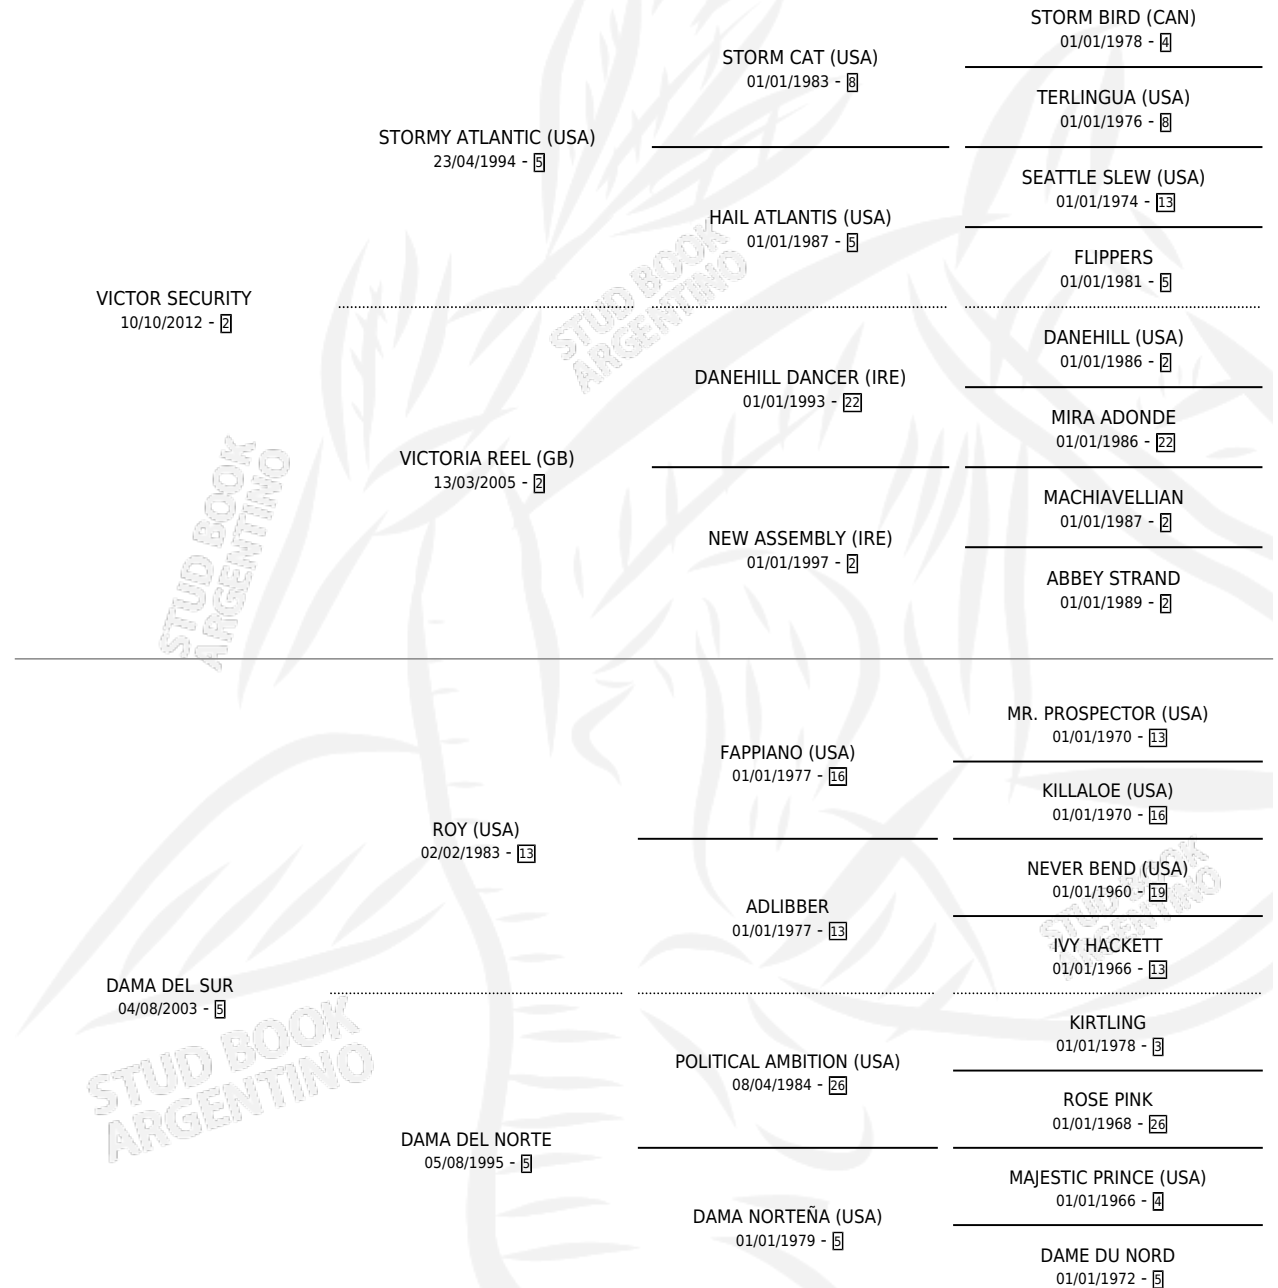 STORM BIRD (CAN)
01/01/1978 - 4
STORM CAT (USA)
01/01/1983 - 8
TERLINGUA (USA)
01/01/1976 - 8
STORMY ATLANTIC (USA)
23/04/1994 - 5
SEATTLE SLEW (USA)
01/01/1974 - 13
HAIL ATLANTIS (USA)
01/01/1987 - 5
FLIPPERS
01/01/1981 - 5
VICTOR SECURITY
10/10/2012 - 2
DANEHILL (USA)
01/01/1986 - 2
DANEHILL DANCER (IRE)
01/01/1993 - 22
MIRA ADONDE
01/01/1986 - 22
VICTORIA REEL (GB)
13/03/2005 - 2
MACHIAVELLIAN
01/01/1987 - 2
NEW ASSEMBLY (IRE)
01/01/1997 - 2
ABBEY STRAND
01/01/1989 - 2
STUD BOOK
ARGENTINO
STUD BOOK
ARGENTINO
MR. PROSPECTOR (USA)
01/01/1970 - 13
FAPPIANO (USA)
01/01/1977 - 16
KILLALOE (USA)
01/01/1970 - 16
ROY (USA)
02/02/1983 - 13
NEVER BEND (USA)
01/01/1960 - 19
ADLIBBER
01/01/1977 - 13
IVY HACKETT
01/01/1966 - 13
STUD BOOK
ARGENTINO
DAMA DEL SUR
04/08/2003 - 5
KIRTLING
01/01/1978 - 3
POLITICAL AMBITION (USA)
08/04/1984 - 26
ROSE PINK
01/01/1968 - 26
STUD BOOK
ARGENTINO
DAMA DEL NORTE
05/08/1995 - 5
MAJESTIC PRINCE (USA)
01/01/1966 - 4
DAMA NORTEÑA (USA)
01/01/1979 - 5
DAME DU NORD
01/01/1972 - 5